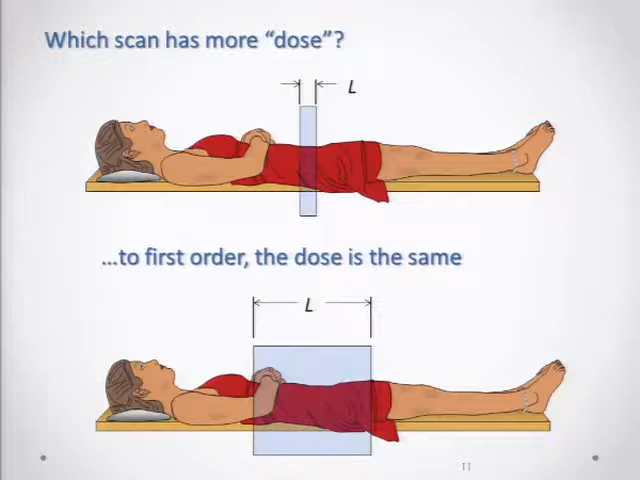 Which scan has more “dose”?
L
...to first order, the dose is the same
L
11